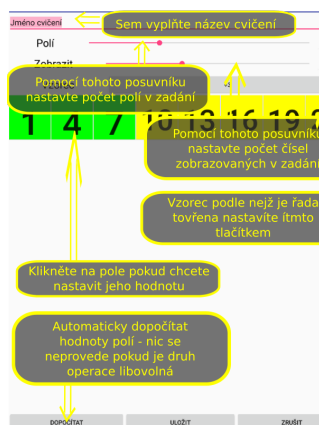 Jméno cvičení
Sem vyplňte název cvičení
Polí
Zobrazit
Pomocí tohoto posuvníku
nastavte počet polí v zadání
1 4 7 10 13 16 19
Pomocí tohoto posuvníku
nastavte počet čísel
zobrazovaných v zadání
Vzorec podle nejž je řada
tovřena nastavíte ítmto
tlačítkem
Klikněte na pole pokud chcete
nastavit jeho hodnotu
Automaticky dopočítat
hodnoty polí - nic se
neprovede pokud je druh
operace libovolná
DOPOČÍTAT ULOŽIT ZRUŠIT